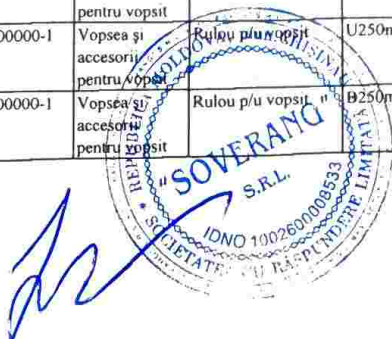 pentru vopsit
00000-1 Vopsea și accesorii pentru vopsit Rulou p/u vopsit U250m
00000-1 Vopsea și accesorii pentru vopsit Rulou p/u vopsit " B250m
REPUBLICA MOLDOVA CHIȘINĂU
"SOVERANG"
S.R.L.
IDNO 1002600008533
* SOCIETATE CU RĂSPUNDERE LIMITATĂ